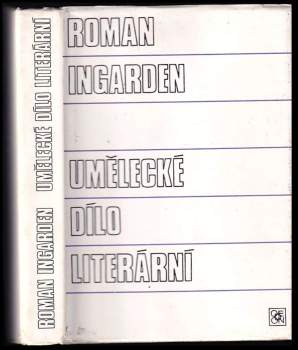 ROMAN INGARDEN UMĚLECKÉ DÍLO LITERÁRNÍ
ROMAN
INGARDEN
UMĚLECKÉ
DÍLO
LITERÁRNÍ